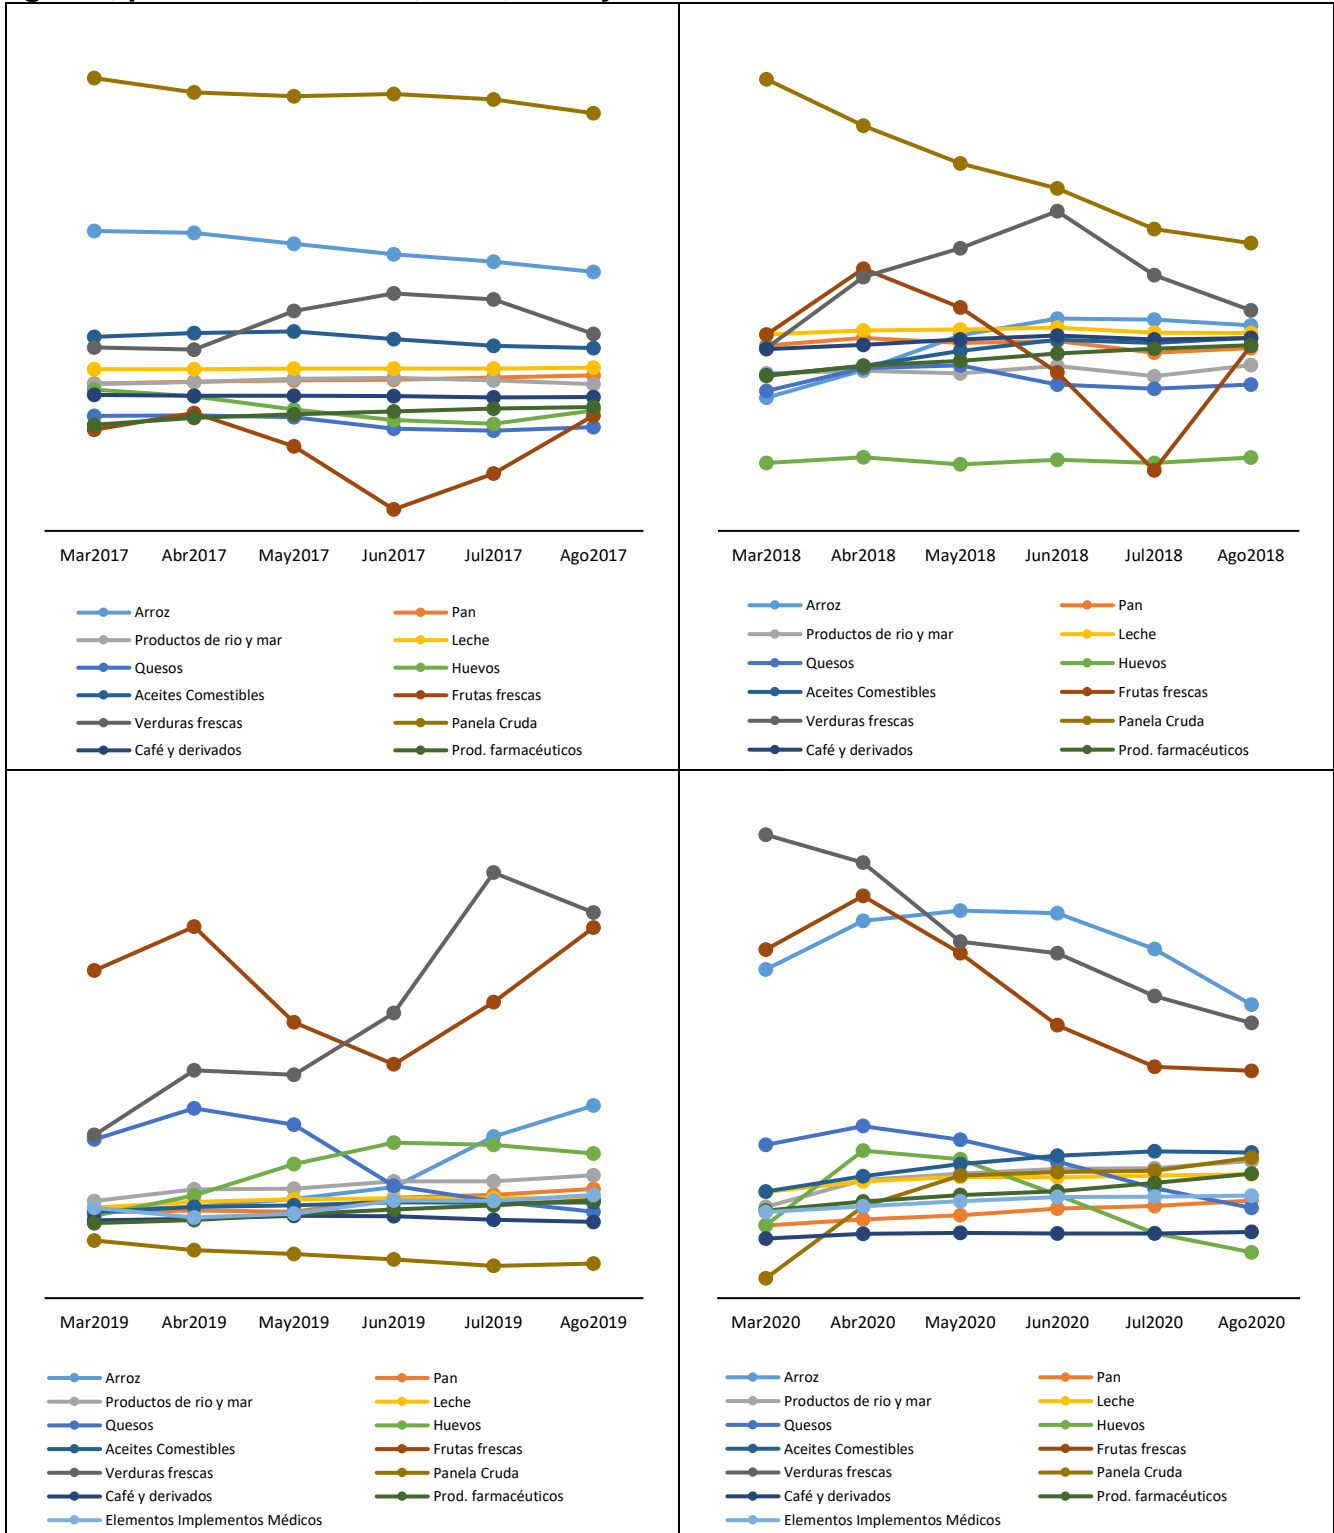 Mar2017 Abr2017 May2017 Jun2017 Jul2017 Ago2017
Arroz Pan
Productos de rio y mar Leche
Quesos Huevos
Aceites Comestibles Frutas frescas
Verduras frescas Panela Cruda
Café y derivados Prod. farmacéuticos
Mar2018 Abr2018 May2018 Jun2018 Jul2018 Ago2018
Arroz Pan
Productos de rio y mar Leche
Quesos Huevos
Aceites Comestibles Frutas frescas
Verduras frescas Panela Cruda
Café y derivados Prod. farmacéuticos
Mar2019 Abr2019 May2019 Jun2019 Jul2019 Ago2019
Arroz Pan
Productos de rio y mar Leche
Quesos Huevos
Aceites Comestibles Frutas frescas
Verduras frescas Panela Cruda
Café y derivados Prod. farmacéuticos
Elementos Implementos Médicos
Mar2020 Abr2020 May2020 Jun2020 Jul2020 Ago2020
Arroz Pan
Productos de rio y mar Leche
Quesos Huevos
Aceites Comestibles Frutas frescas
Verduras frescas Panela Cruda
Café y derivados Prod. farmacéuticos
Elementos Implementos Médicos